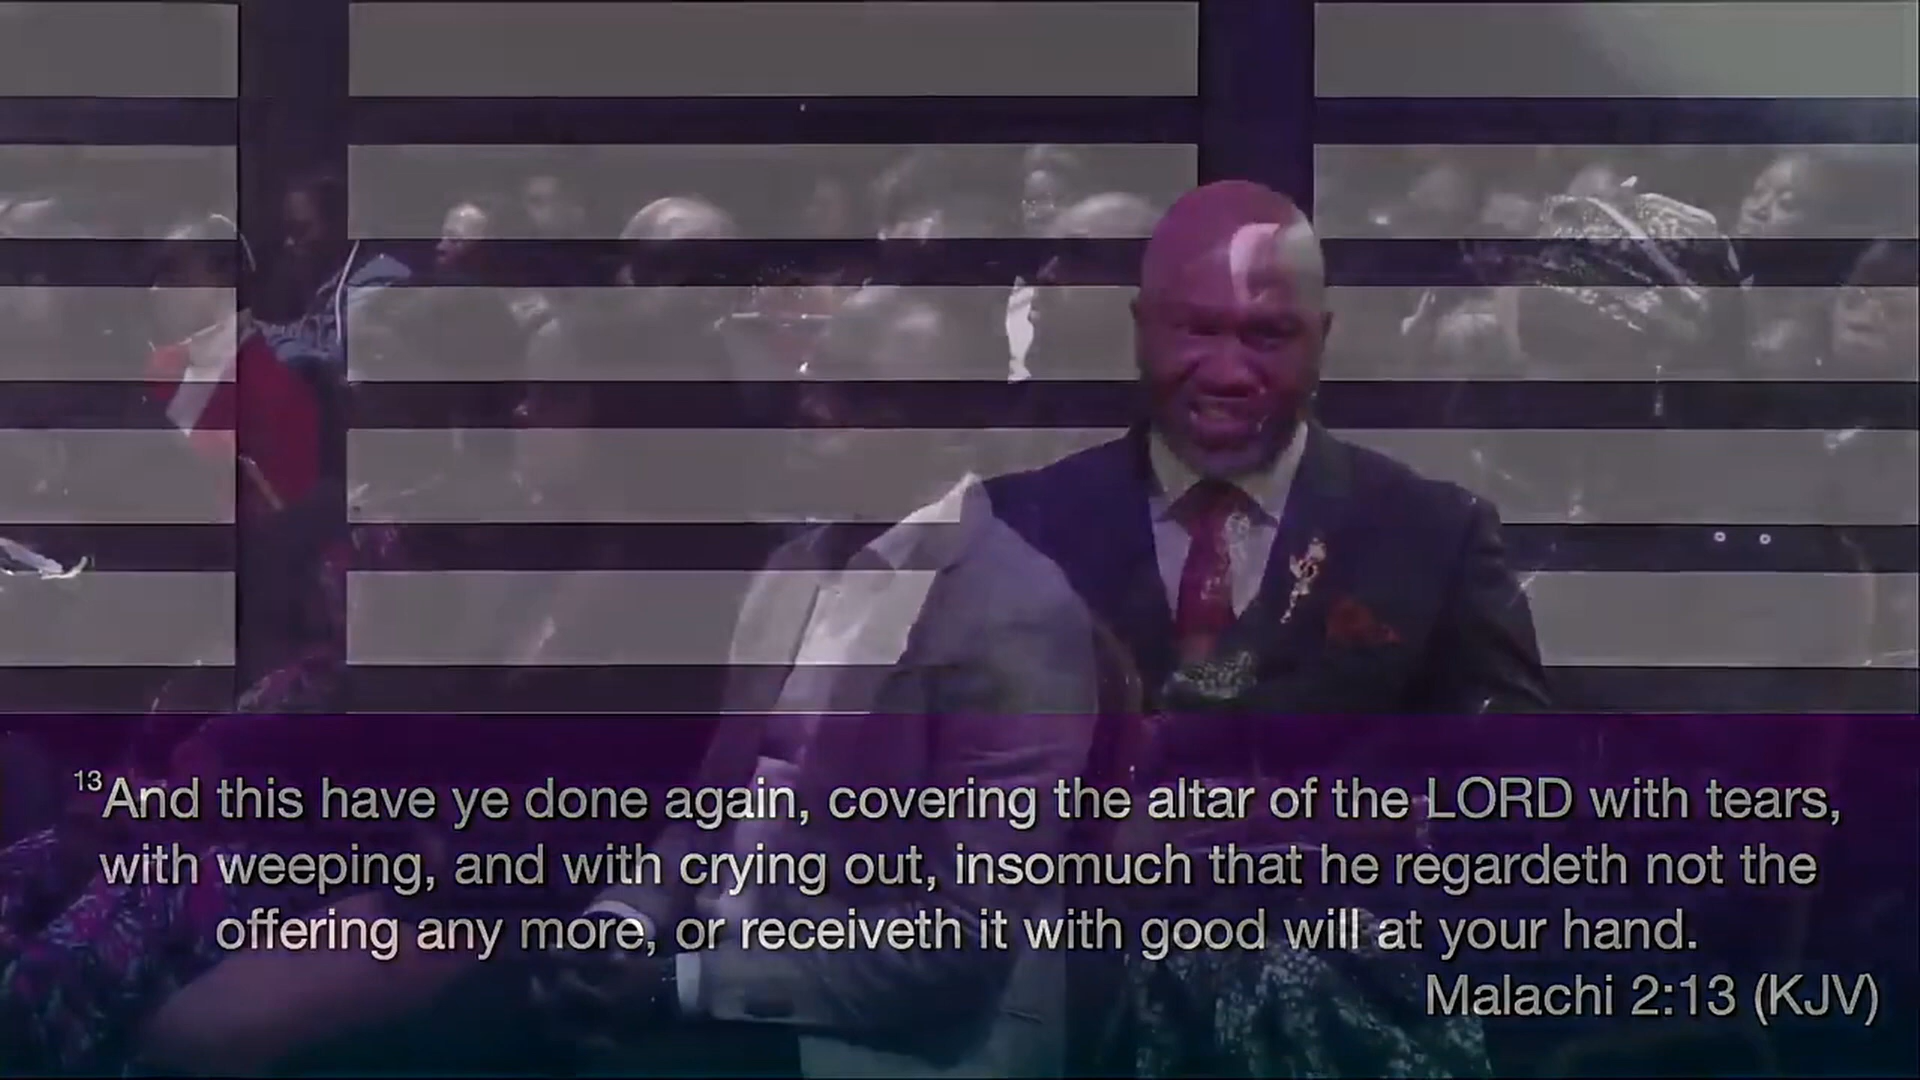 13And this have ye done again, covering the altar of the LORD with tears,
with weeping, and with crying out, insomuch that he regardeth not the
offering any more, or receiveth it with good will at your hand.
Malachi 2:13 (KJV)